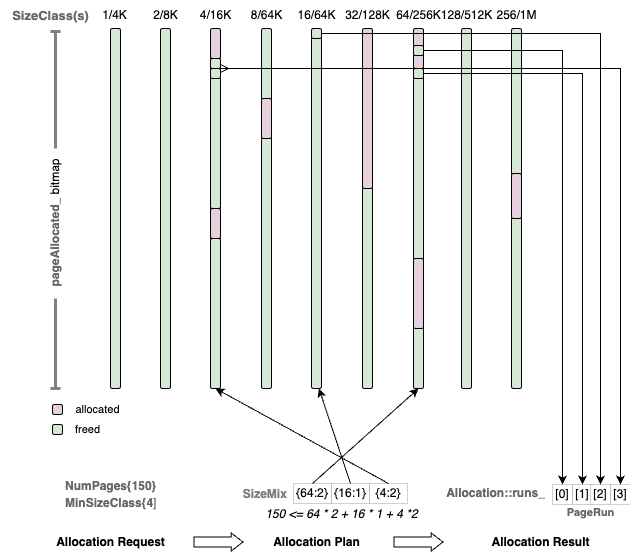 SizeClass(s) 1/4K 2/8K 4/16K 8/64K 16/64K 32/128K 64/256K 128/512K 256/1M
pageAllocated_ bitmap
allocated
freed
NumPages{150}
MinSizeClass{4]
SizeMix {64:2} {16:1} {4:2}
150 <= 64 * 2 + 16 * 1 + 4 *2
Allocation::runs_ [0] [1] [2] [3]
PageRun
Allocation Request Allocation Plan Allocation Result